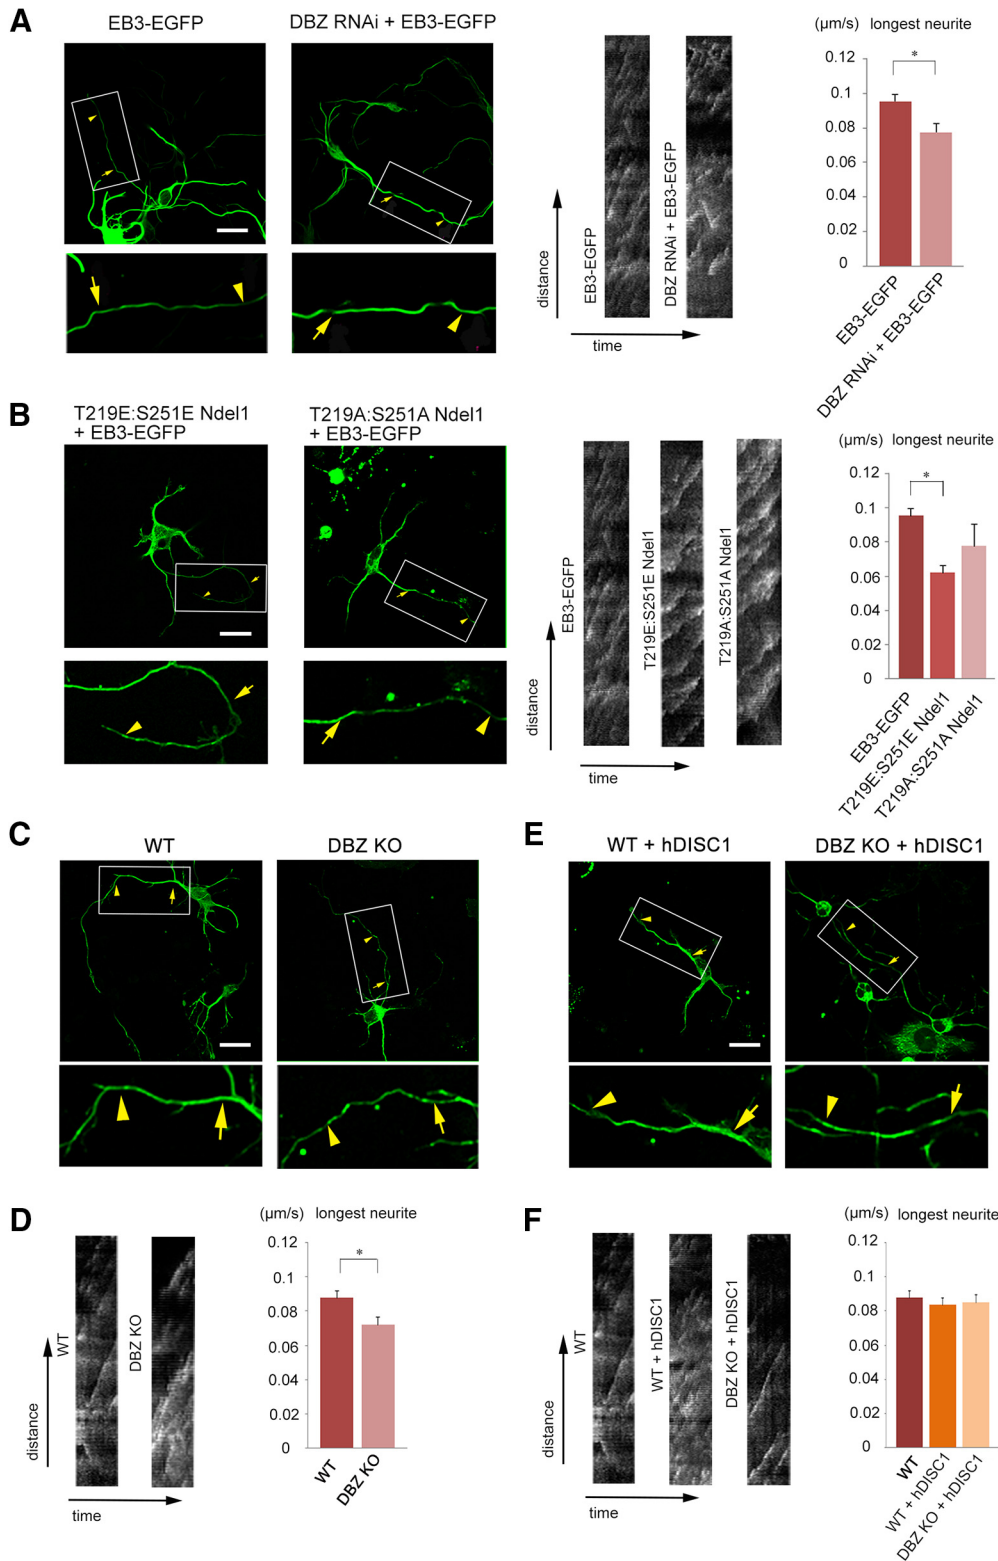 A
EB3-EGFP
DBZ RNAi + EB3-EGFP
EB3-EGFP
DBZ RNAi + EB3-EGFP
distance
time
(μm/s) longest neurite
0.12
0.1
0.08
0.06
0.04
0.02
0
*
EB3-EGFP
DBZ RNAi + EB3-EGFP
B
T219E:S251E Ndel1
+ EB3-EGFP
T219A:S251A Ndel1
+ EB3-EGFP
EB3-EGFP
T219E:S251E Ndel1
T219A:S251A Ndel1
distance
time
(μm/s) longest neurite
0.12
0.1
0.08
0.06
0.04
0.02
0
*
EB3-EGFP
T219E:S251E Ndel1
T219A:S251A Ndel1
C
WT
DBZ KO
E
WT + hDISC1
DBZ KO + hDISC1
D
WT
DBZ KO
distance
time
(μm/s) longest neurite
0.12
0.1
0.08
0.06
0.04
0.02
0
*
WT
DBZ KO
F
WT
WT + hDISC1
DBZ KO + hDISC1
distance
time
(μm/s) longest neurite
0.12
0.1
0.08
0.06
0.04
0.02
0
WT
WT + hDISC1
DBZ KO + hDISC1